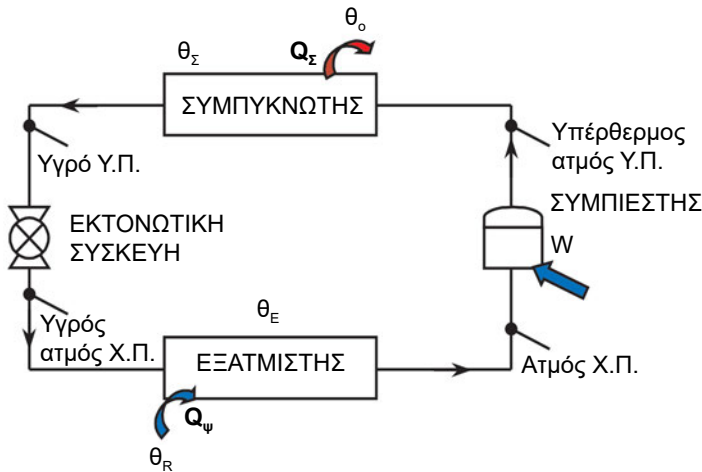 θο
θΣ
QΣ
ΣΥΜΠΥΚΝΩΤΗΣ
Υγρό Υ.Π.
Υπέρθερμος
ατμός Υ.Π.
ΣΥΜΠΙΕΣΤΗΣ
W
ΕΚΤΟΝΩΤΙΚΗ
ΣΥΣΚΕΥΗ
Υγρός
ατμός Χ.Π.
θΕ
ΕΞΑΤΜΙΣΤΗΣ
Ατμός Χ.Π.
Qψ
θR